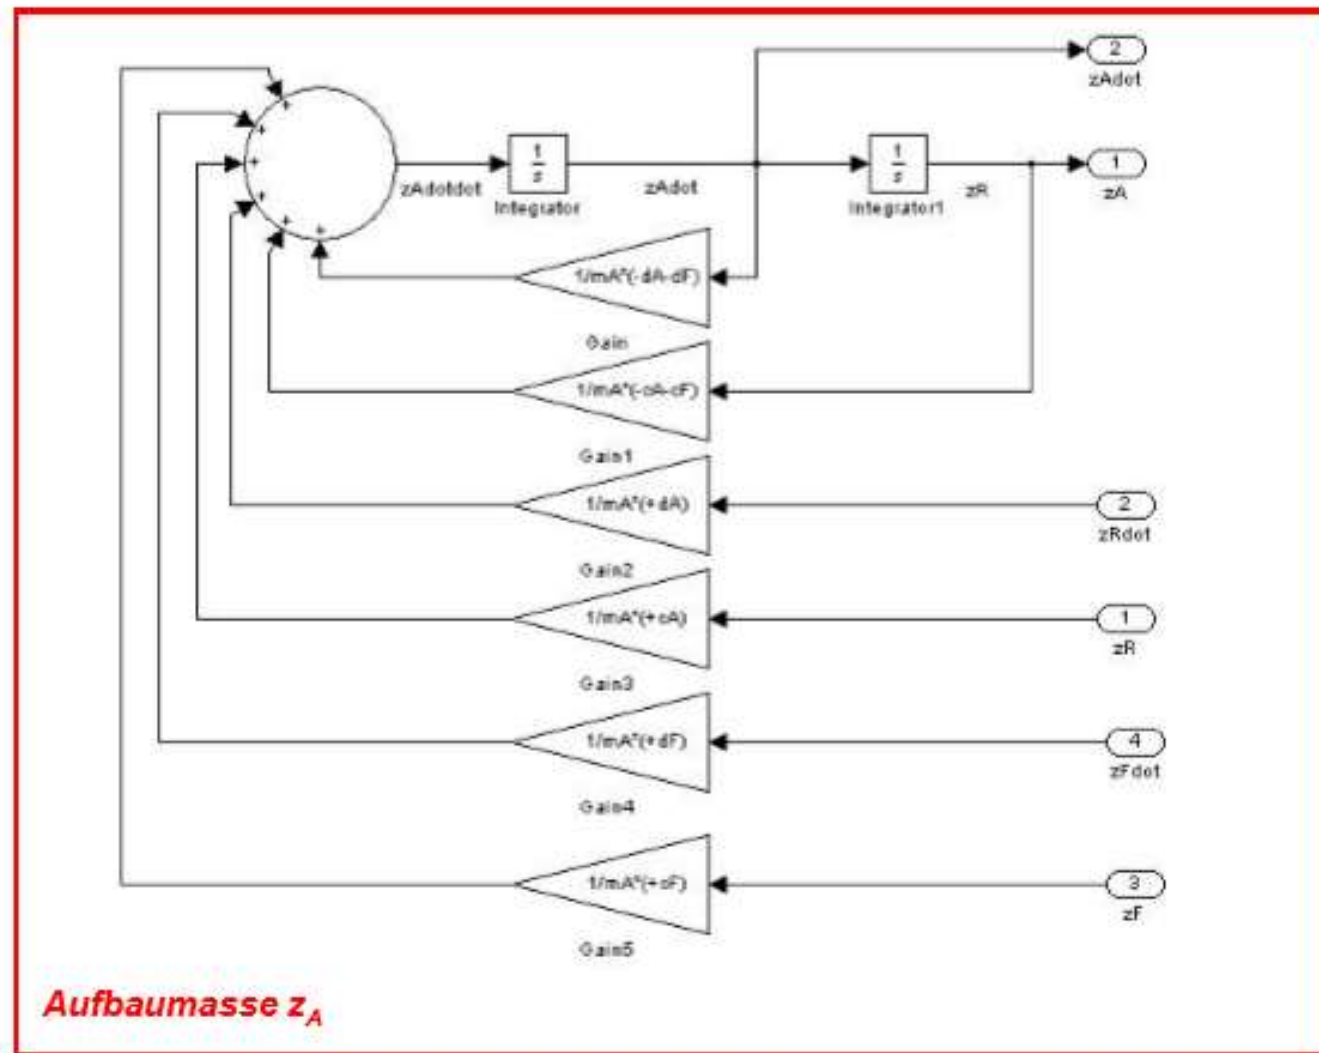 2
zAdot
+
+
+
+
+
+
zAdotdot
1
s
Integrator
zAdot
1
s
Integrator1
zR
1
zA
1/mA*(-dA-dF)
Gain
1/mA*(-cA-cF)
Gain1
1/mA*(+dA)
2
zRdot
Gain2
1/mA*(+cA)
1
zR
Gain3
1/mA*(+dF)
4
zFdot
Gain4
1/mA*(+cF)
3
zF
Gain5
Aufbaumasse zA